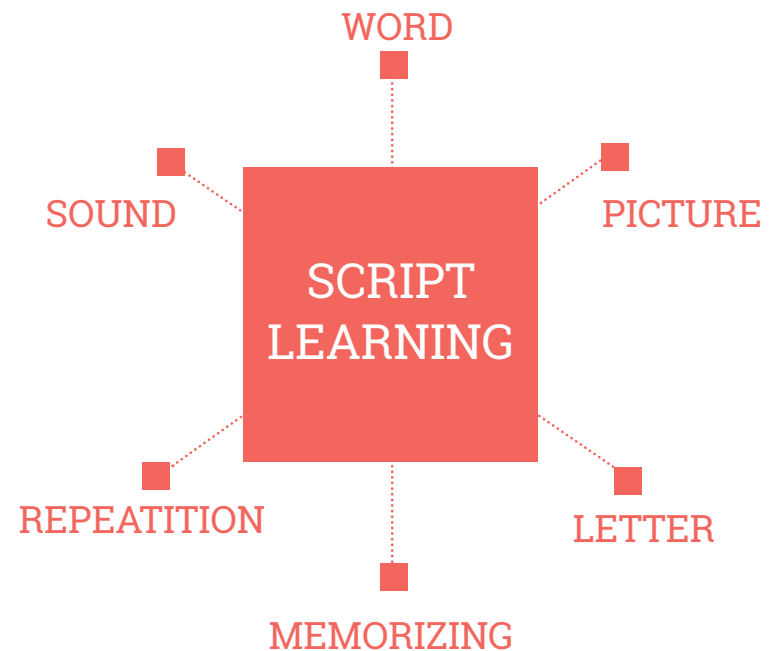 WORD
SOUND
PICTURE
SCRIPT
LEARNING
REPEATITION
LETTER
MEMORIZING